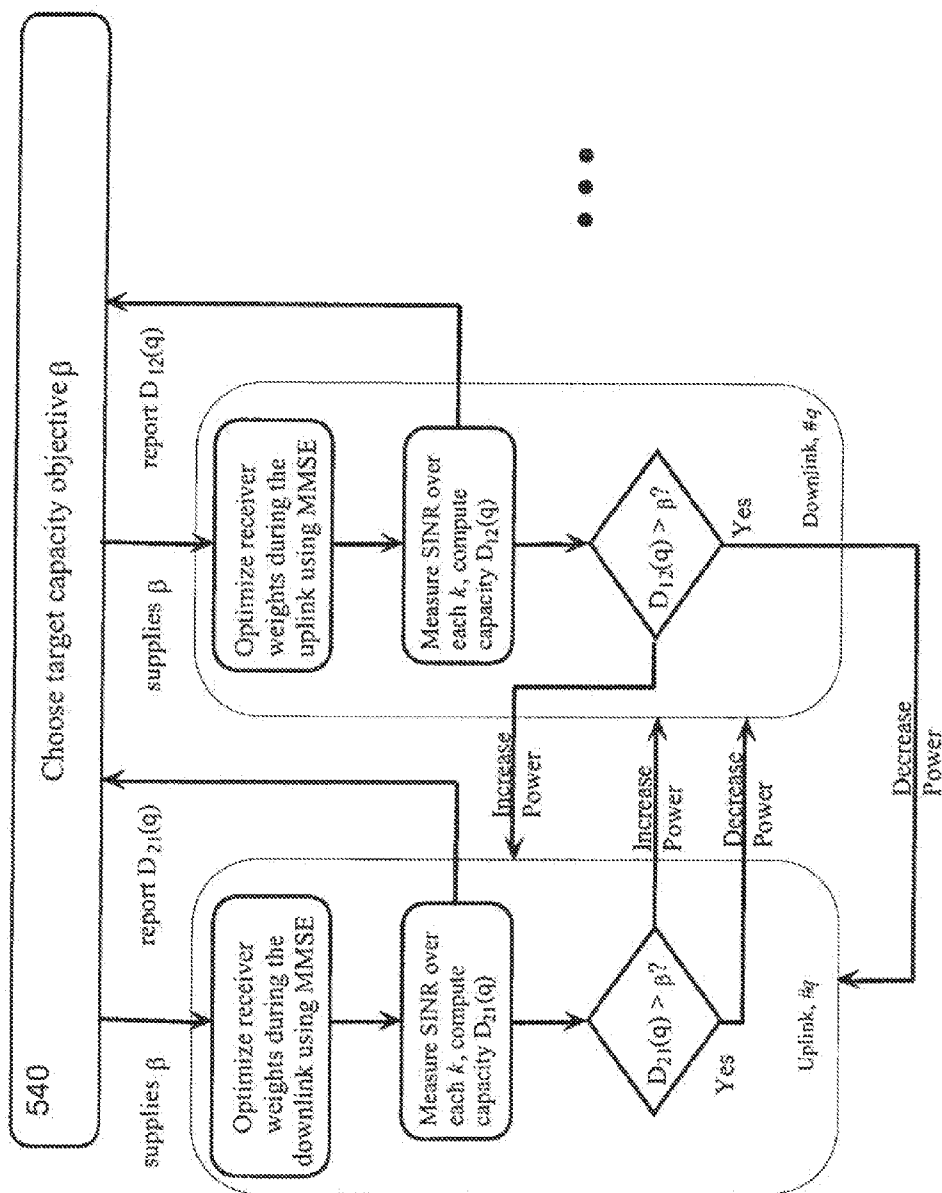 540
Choose target capacity objective β
supplies β
report D21(q)
supplies β
report D12(q)
Optimize receiver
weights during the
downlink using MMSE
Measure SINR over
each k, compute
capacity D21(q)
D21(q) > β?
Yes
Uplink, #q
Increase
Power
Increase
Power
Decrease
Power
Optimize receiver
weights during the
uplink using MMSE
Measure SINR over
each k, compute
capacity D12(q)
D12(q) > β?
Yes
Downlink, #q
Decrease
Power